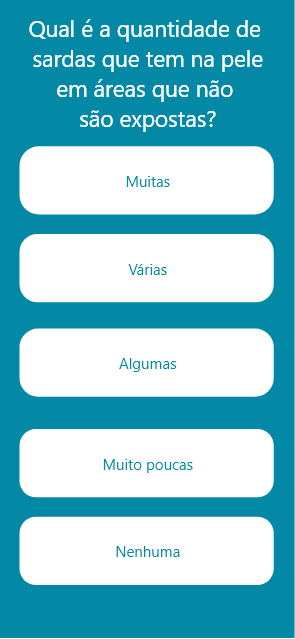 Qual é a quantidade de
sardas que tem na pele
em áreas que não
são expostas?
Muitas
Várias
Algumas
Muito poucas
Nenhuma